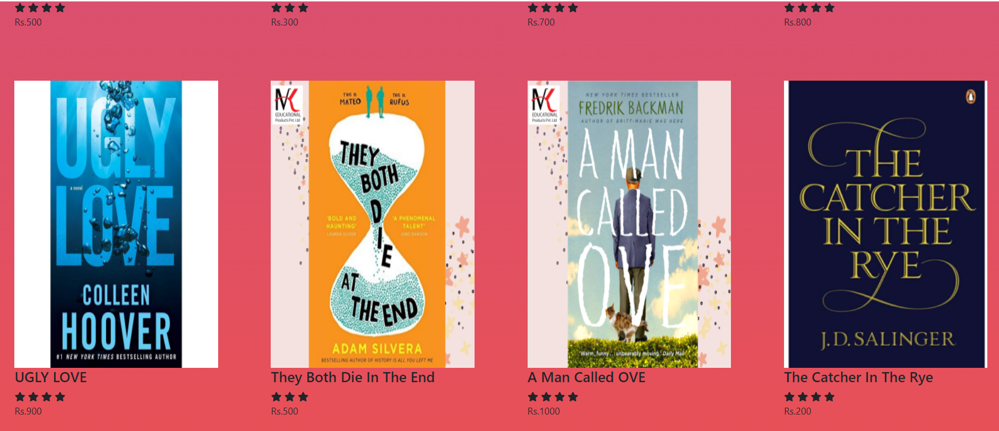 Rs.500
Rs.300
Rs.700
Rs.800
UGLY
LOVE
a novel
COLLEEN
HOOVER
#1 NEW YORK TIMES BESTSELLING AUTHOR
UGLY LOVE
Rs.900
MK
EDUCATIONAL
Products Pvt. Ltd
THIS IS
MATEO
THIS IS
RUFUS
THEY
BOTH
DIE
AT
THE END
'BOLD AND
HAUNTING'
LAUREN OLIVER
'A PHENOMENAL
TALENT'
JUNO DAWSON
ADAM SILVERA
BESTSELLING AUTHOR OF HISTORY IS ALL YOU LEFT ME
They Both Die In The End
Rs.500
MK
EDUCATIONAL
Products Pvt. Ltd
NEW YORK TIMES BESTSELLER
FREDRIK BACKMAN
AUTHOR OF BRITT-MARIE WAS HERE
A MAN
CALLED
OVE
'Warm, funny... unbearably moving.' Daily Mail
A Man Called OVE
Rs.1000
THE
CATCHER
IN THE
RYE
J.D. SALINGER
The Catcher In The Rye
Rs.200